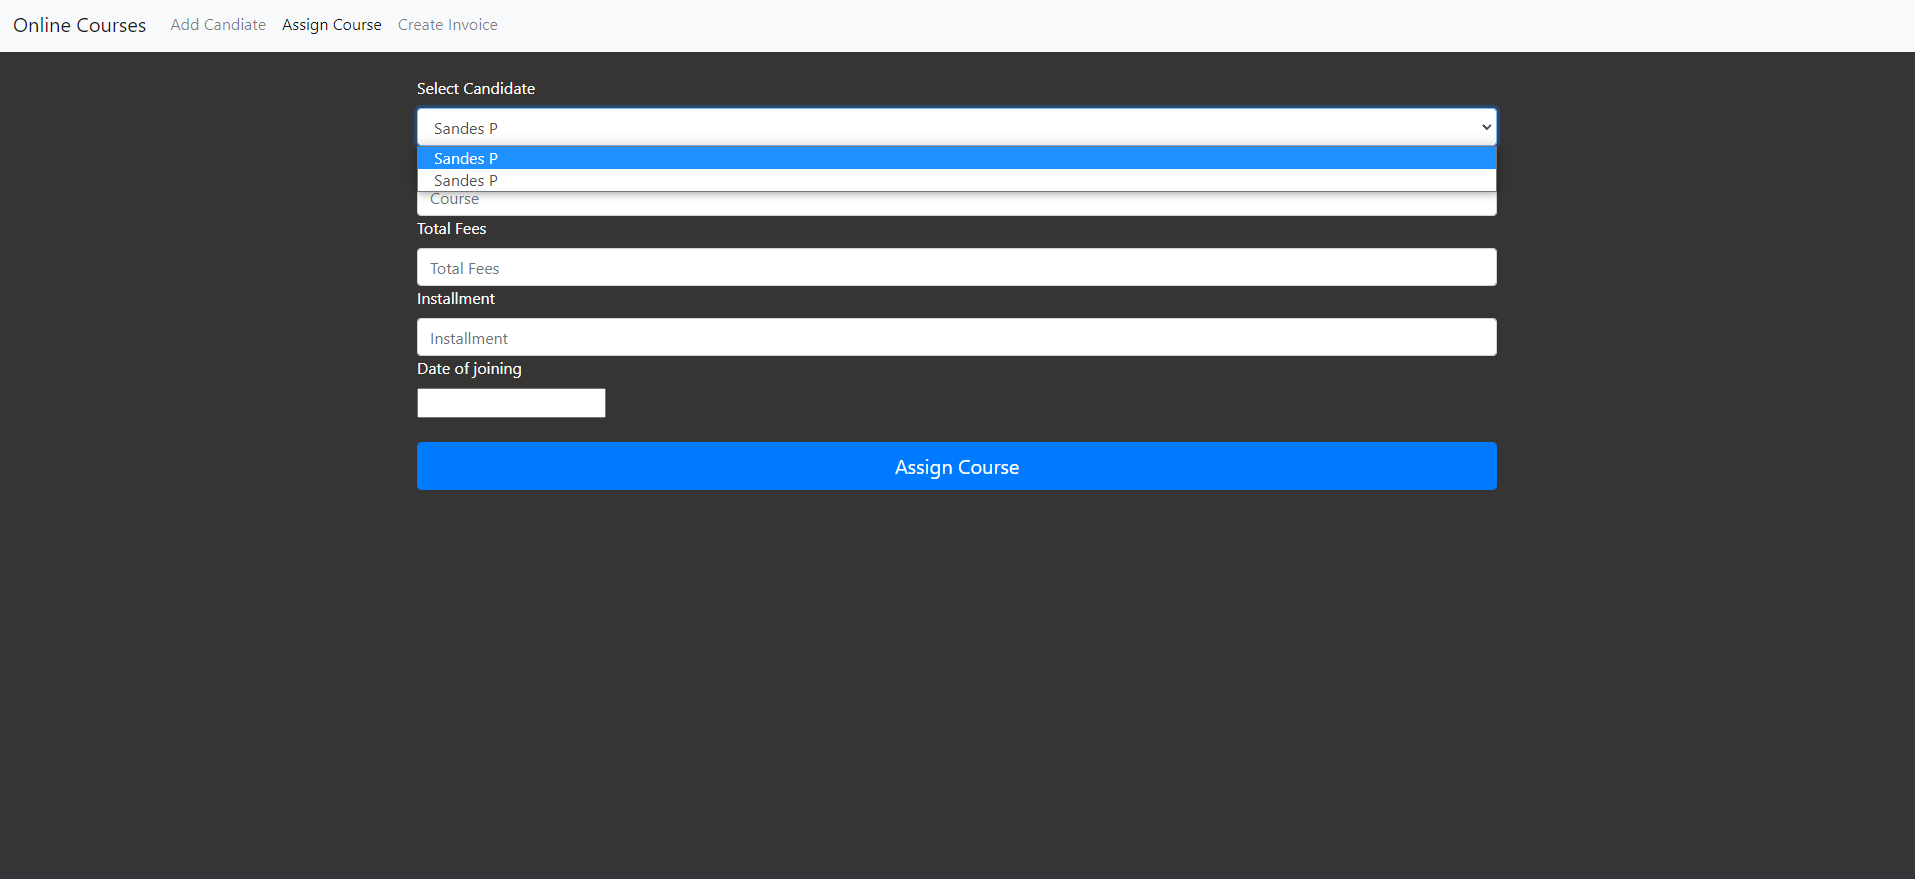 Online Courses Add Candiate Assign Course Create Invoice
Select Candidate
Sandes P
Sandes P
Sandes P
Course
Total Fees
Total Fees
Installment
Installment
Date of joining
Assign Course